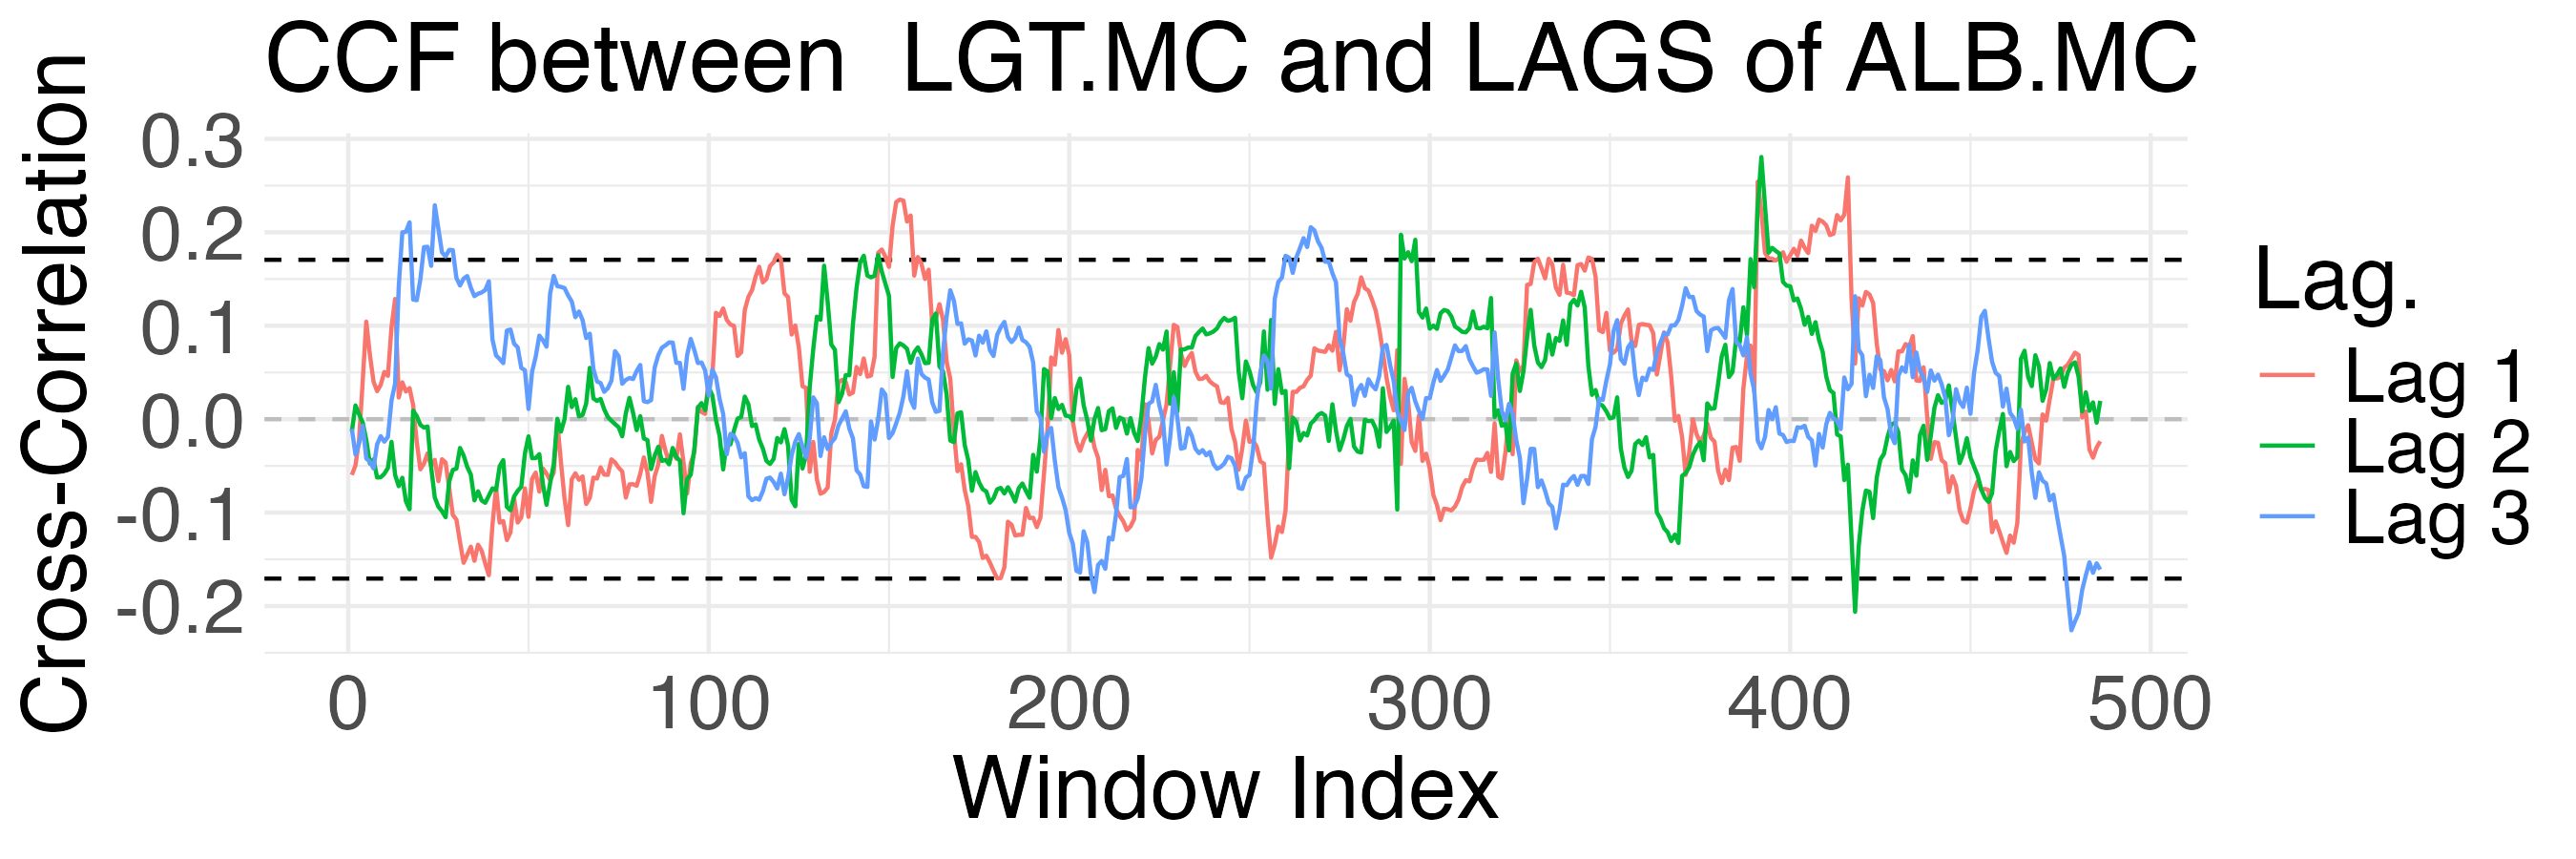 CCF between  LGT.MC and LAGS of ALB.MC
Cross-Correlation
0.3
0.2
0.1
0.0
-0.1
-0.2
0 100 200 300 400 500
Window Index
Lag.
Lag 1
Lag 2
Lag 3